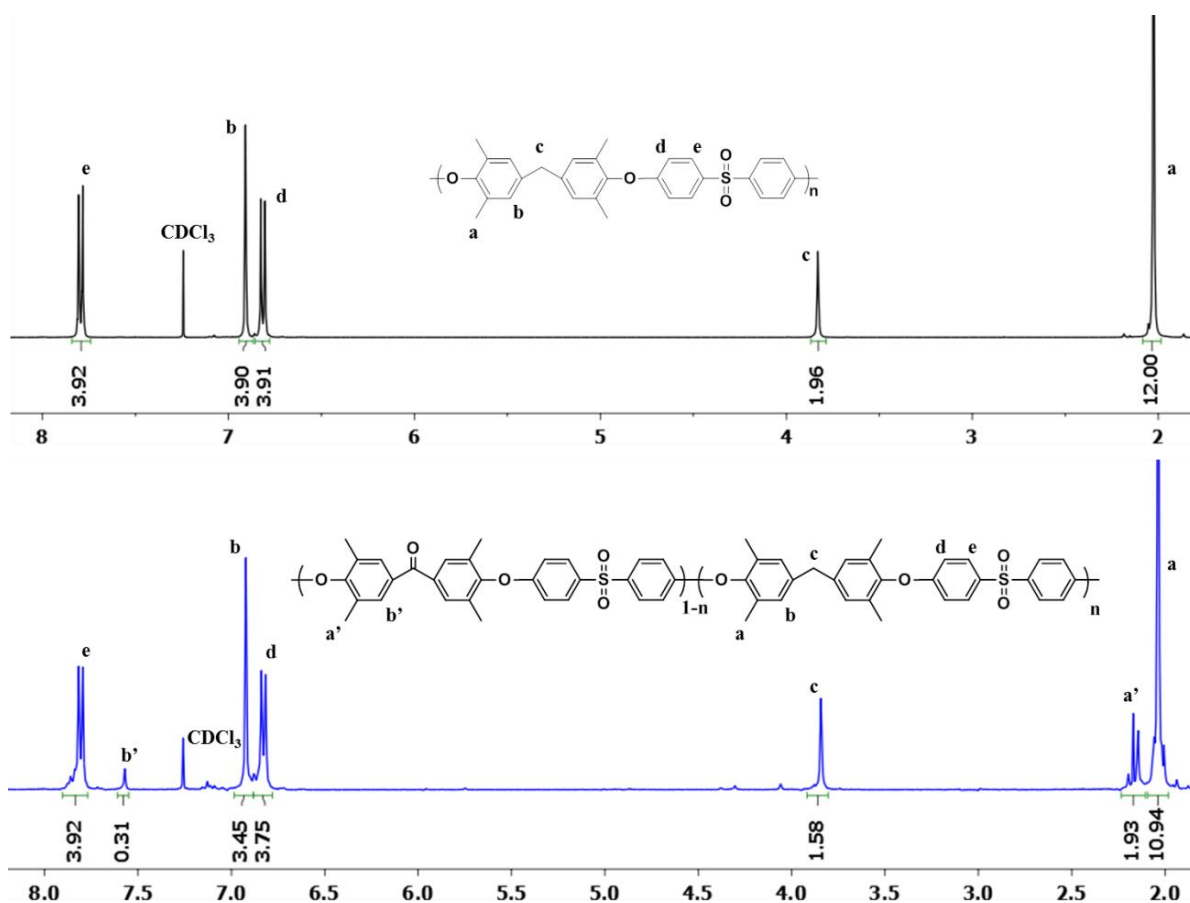 b
e
c
d
e
O
a
d
O
O
S
n
O
CDCl₃
b
c
a
3.92
3.90
3.91
1.96
12.00
8
7
6
5
4
3
2
b
O
O
c
d
e
O
a
O
O
S
O
O
O
S
1-n
n
O
O
a'
b'
a
b
e
d
c
a'
b'
CDCl₃
3.92
0.31
3.45
3.75
1.58
1.93
10.94
8.0
7.5
7.0
6.5
6.0
5.5
5.0
4.5
4.0
3.5
3.0
2.5
2.0